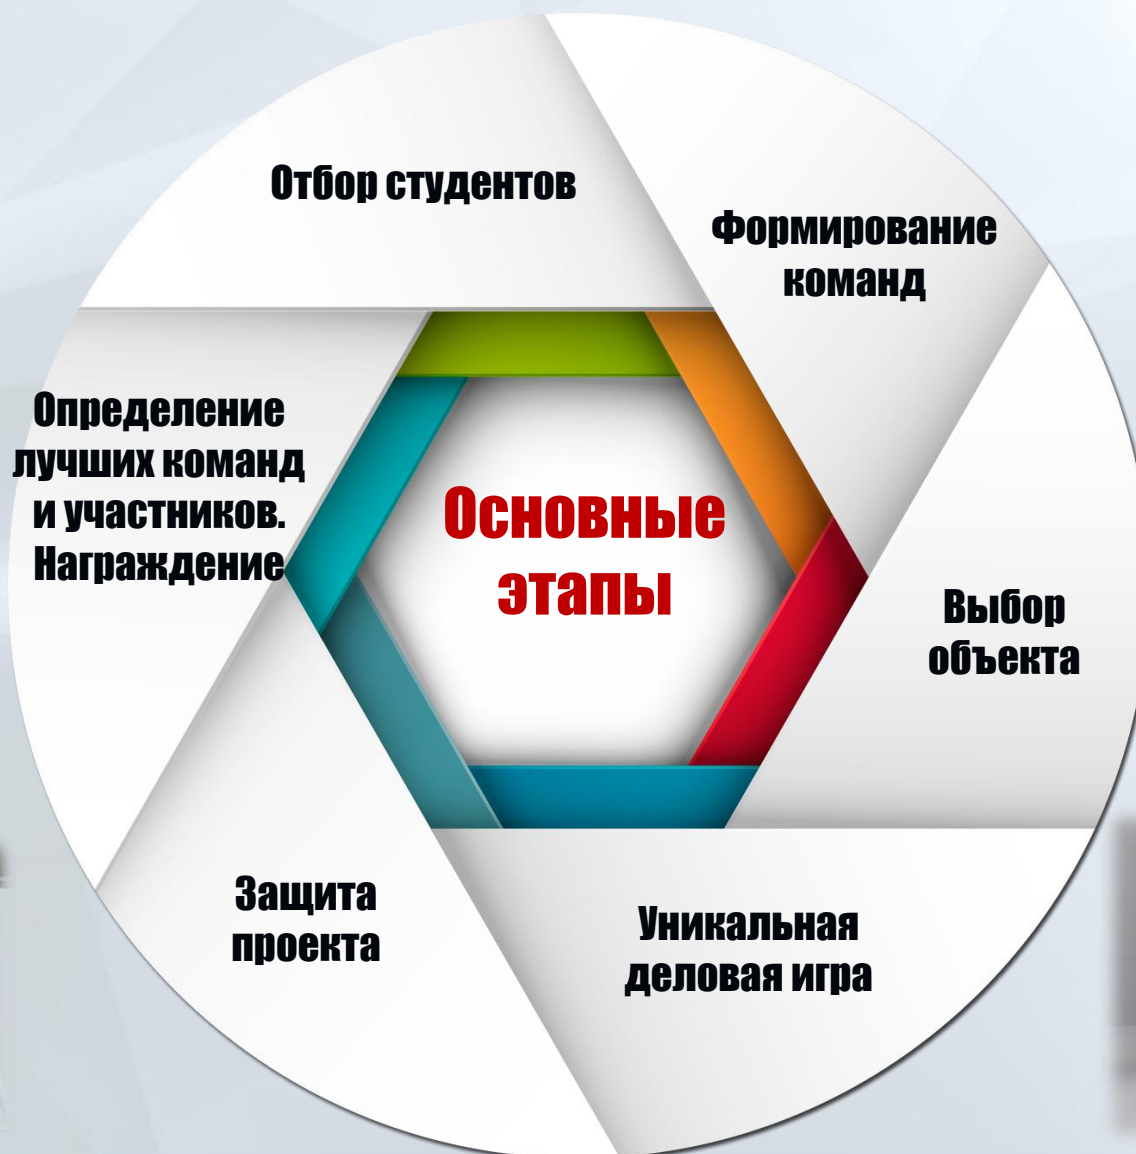 Отбор студентов
Формирование
команд
Выбор
объекта
Уникальная
деловая игра
Защита
проекта
Определение
лучших команд
и участников.
Награждение
Основные
этапы